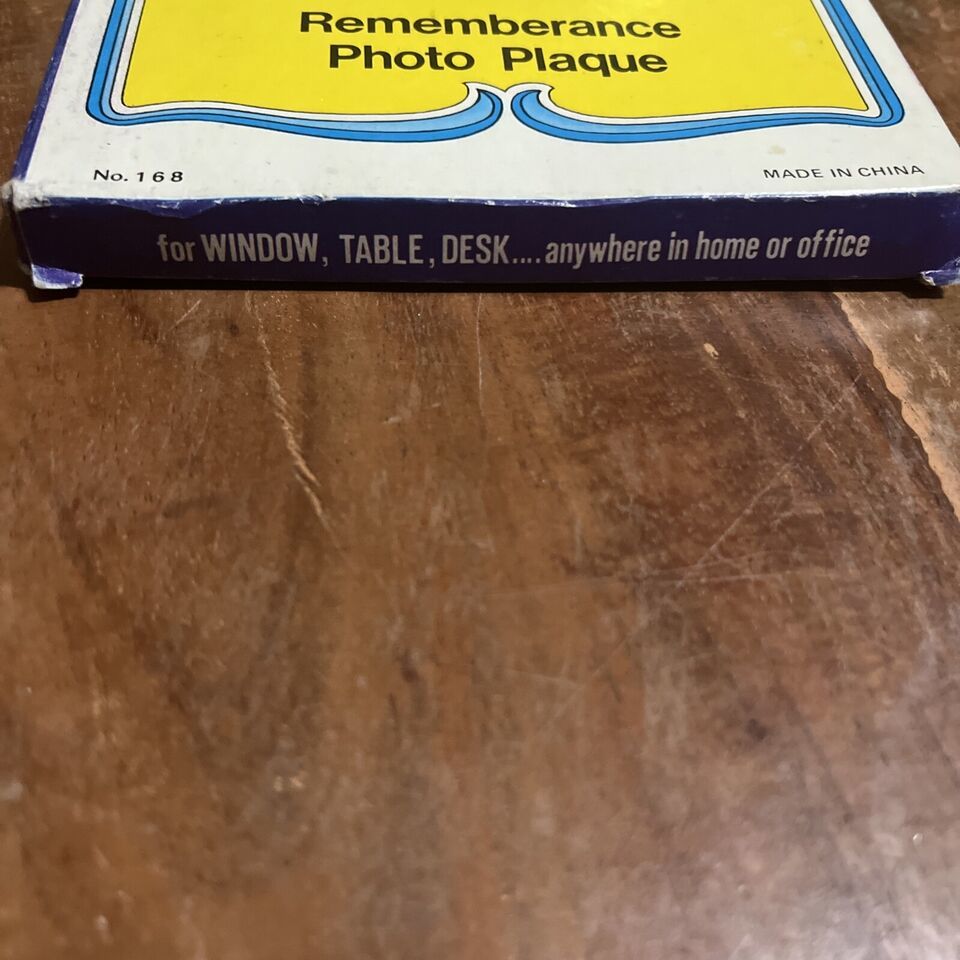 Rememberance
Photo Plaque
No. 168
MADE IN CHINA
for WINDOW, TABLE, DESK.... anywhere in home or office